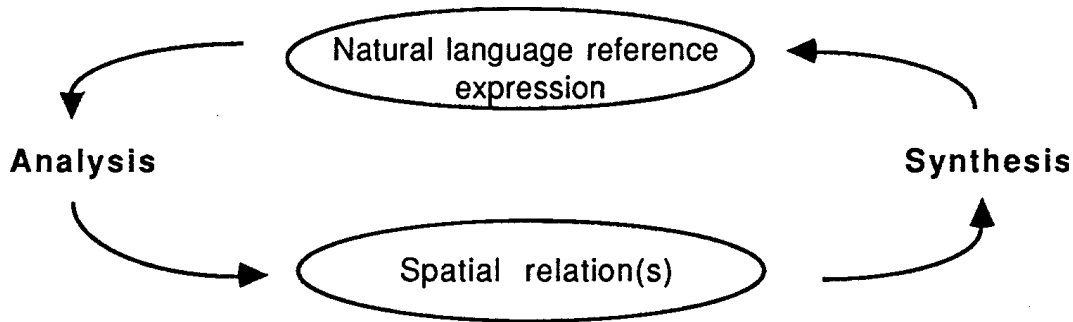 Natural language reference
expression
Analysis
Synthesis
Spatial relation(s)